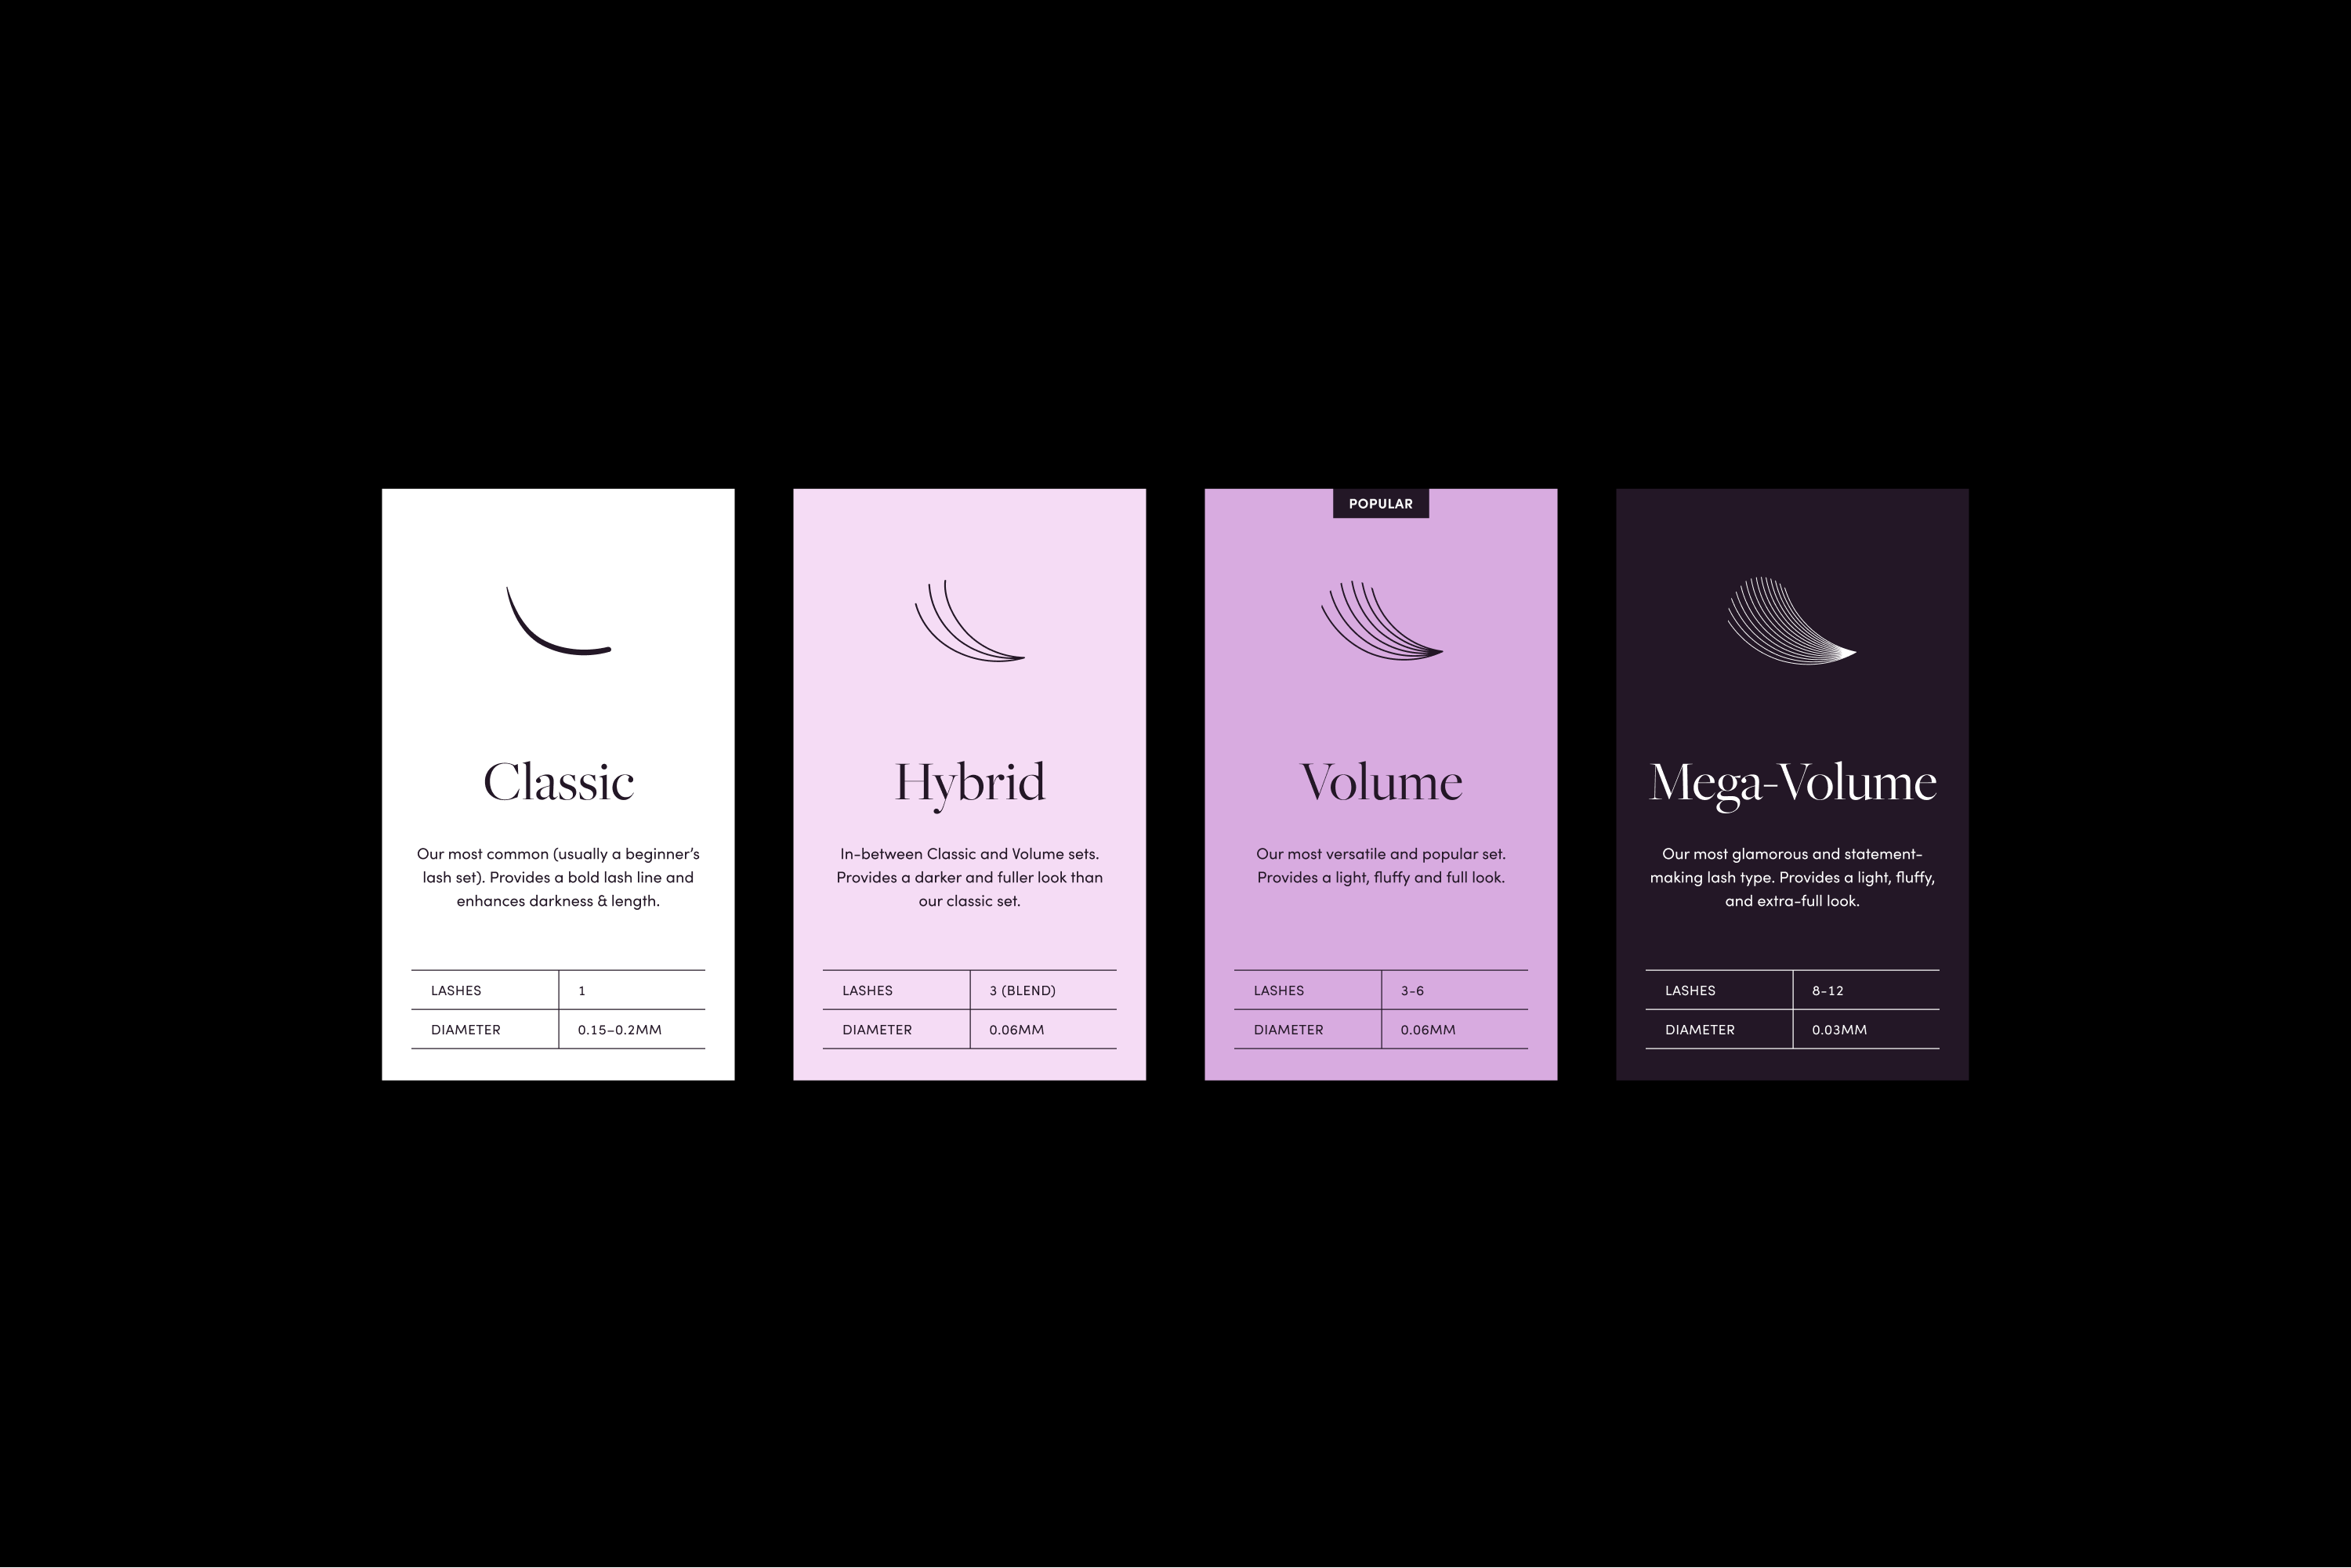 Classic
Our most common (usually a beginner’s
lash set). Provides a bold lash line and
enhances darkness & length.
LASHES 1
DIAMETER 0.15–0.2MM
Hybrid
In-between Classic and Volume sets.
Provides a darker and fuller look than
our classic set.
LASHES 3 (BLEND)
DIAMETER 0.06MM
POPULAR
Volume
Our most versatile and popular set.
Provides a light, fluffy and full look.
LASHES 3-6
DIAMETER 0.06MM
Mega-Volume
Our most glamorous and statement-
making lash type. Provides a light, fluffy,
and extra-full look.
LASHES 8-12
DIAMETER 0.03MM